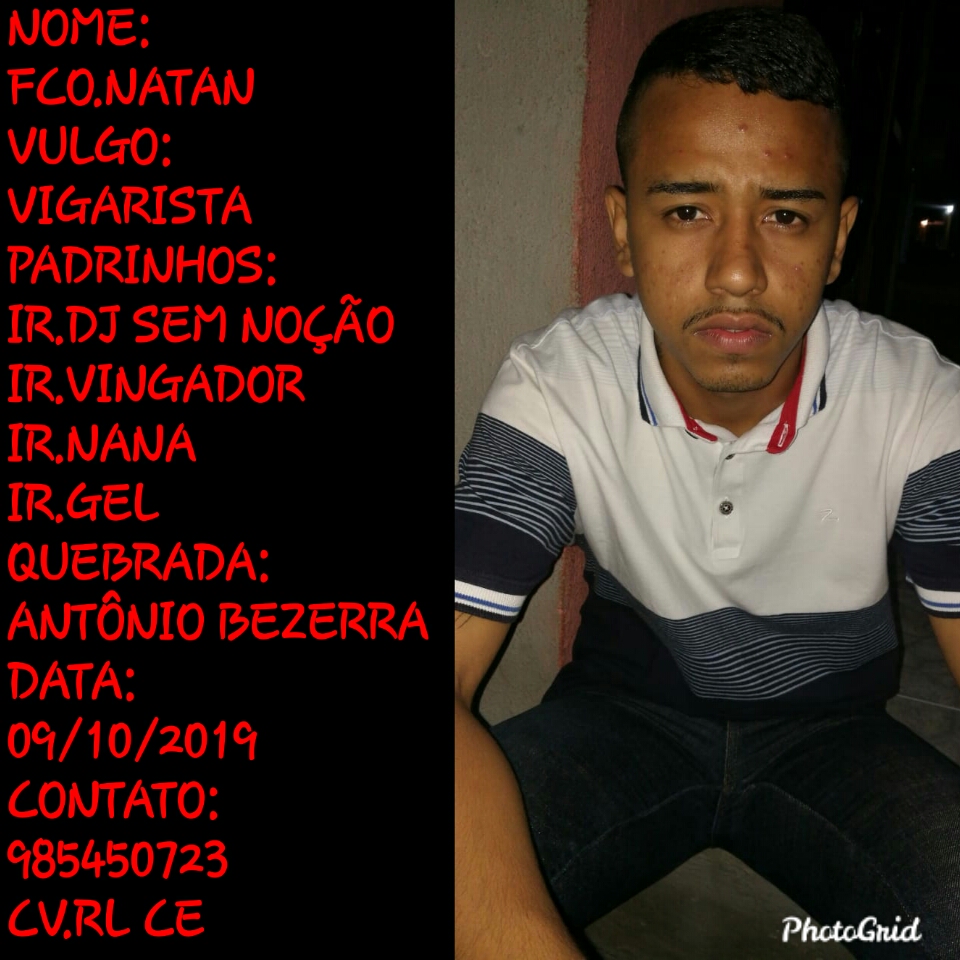 NOME:
FCO.NATAN
VULGO:
VIGARISTA
PADRINHOS:
IR.DJ SEM NOÇÃO
IR.VINGADOR
IR.NANA
IR.GEL
QUEBRADA:
ANTÔNIO BEZERRA
DATA:
09/10/2019
CONTATO:
985450723
CV.RL CE
PhotoGrid